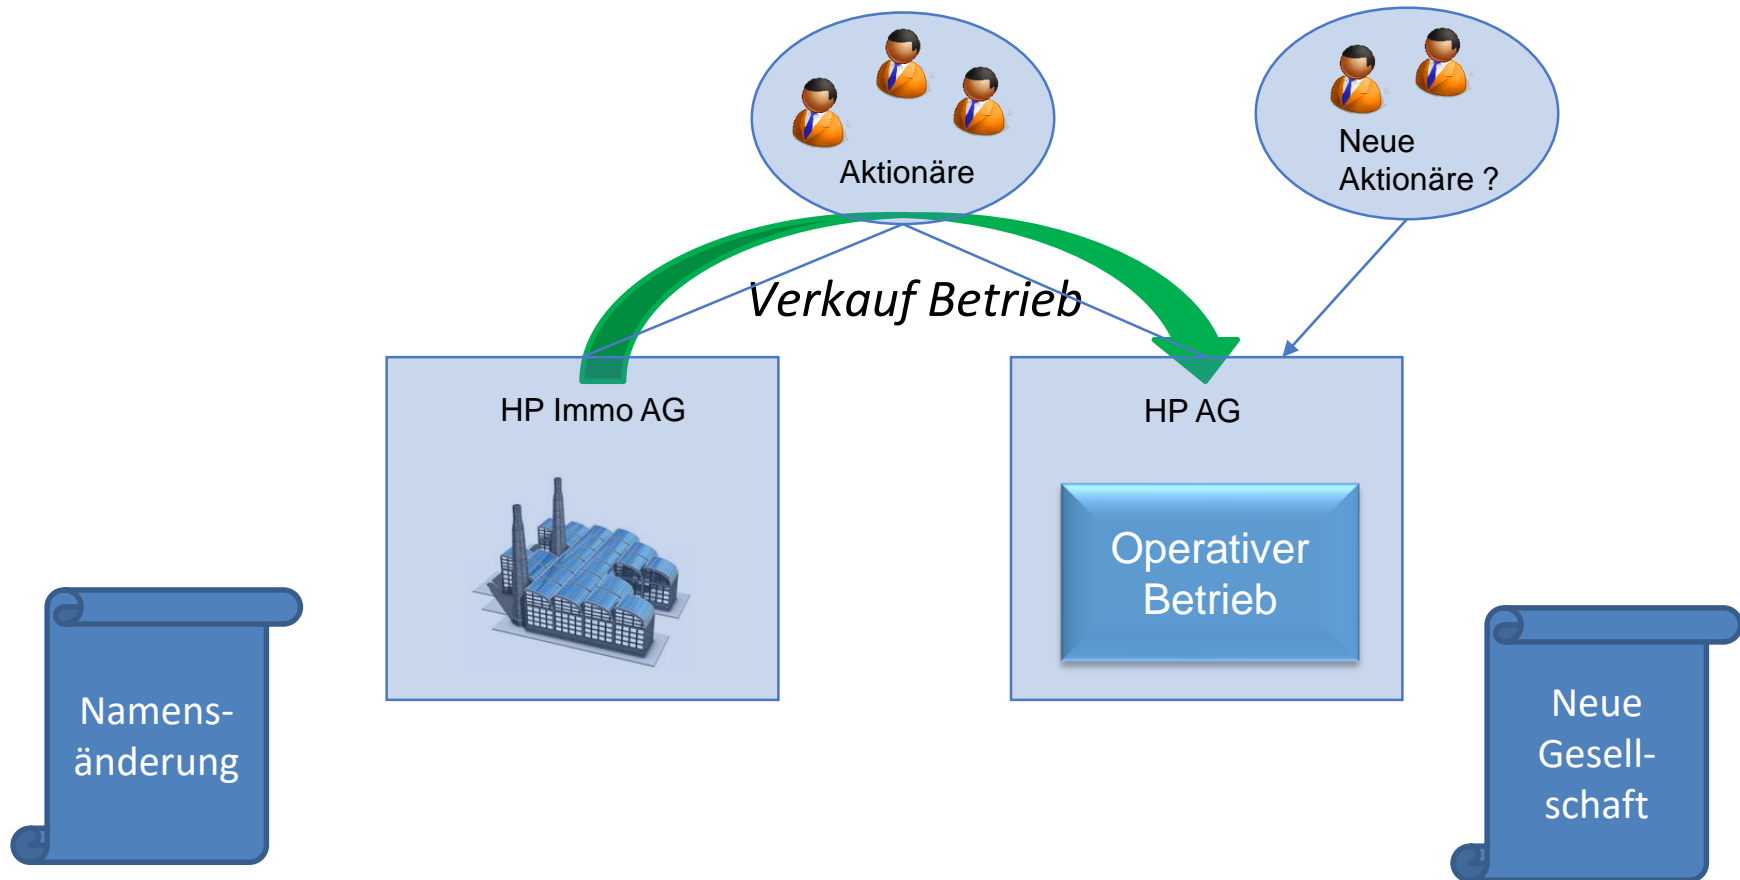 Aktionäre
Neue
Aktionäre ?
Verkauf Betrieb
HP Immo AG
HP AG
Operativer
Betrieb
Namens-
änderung
Neue
Gesell-
schaft